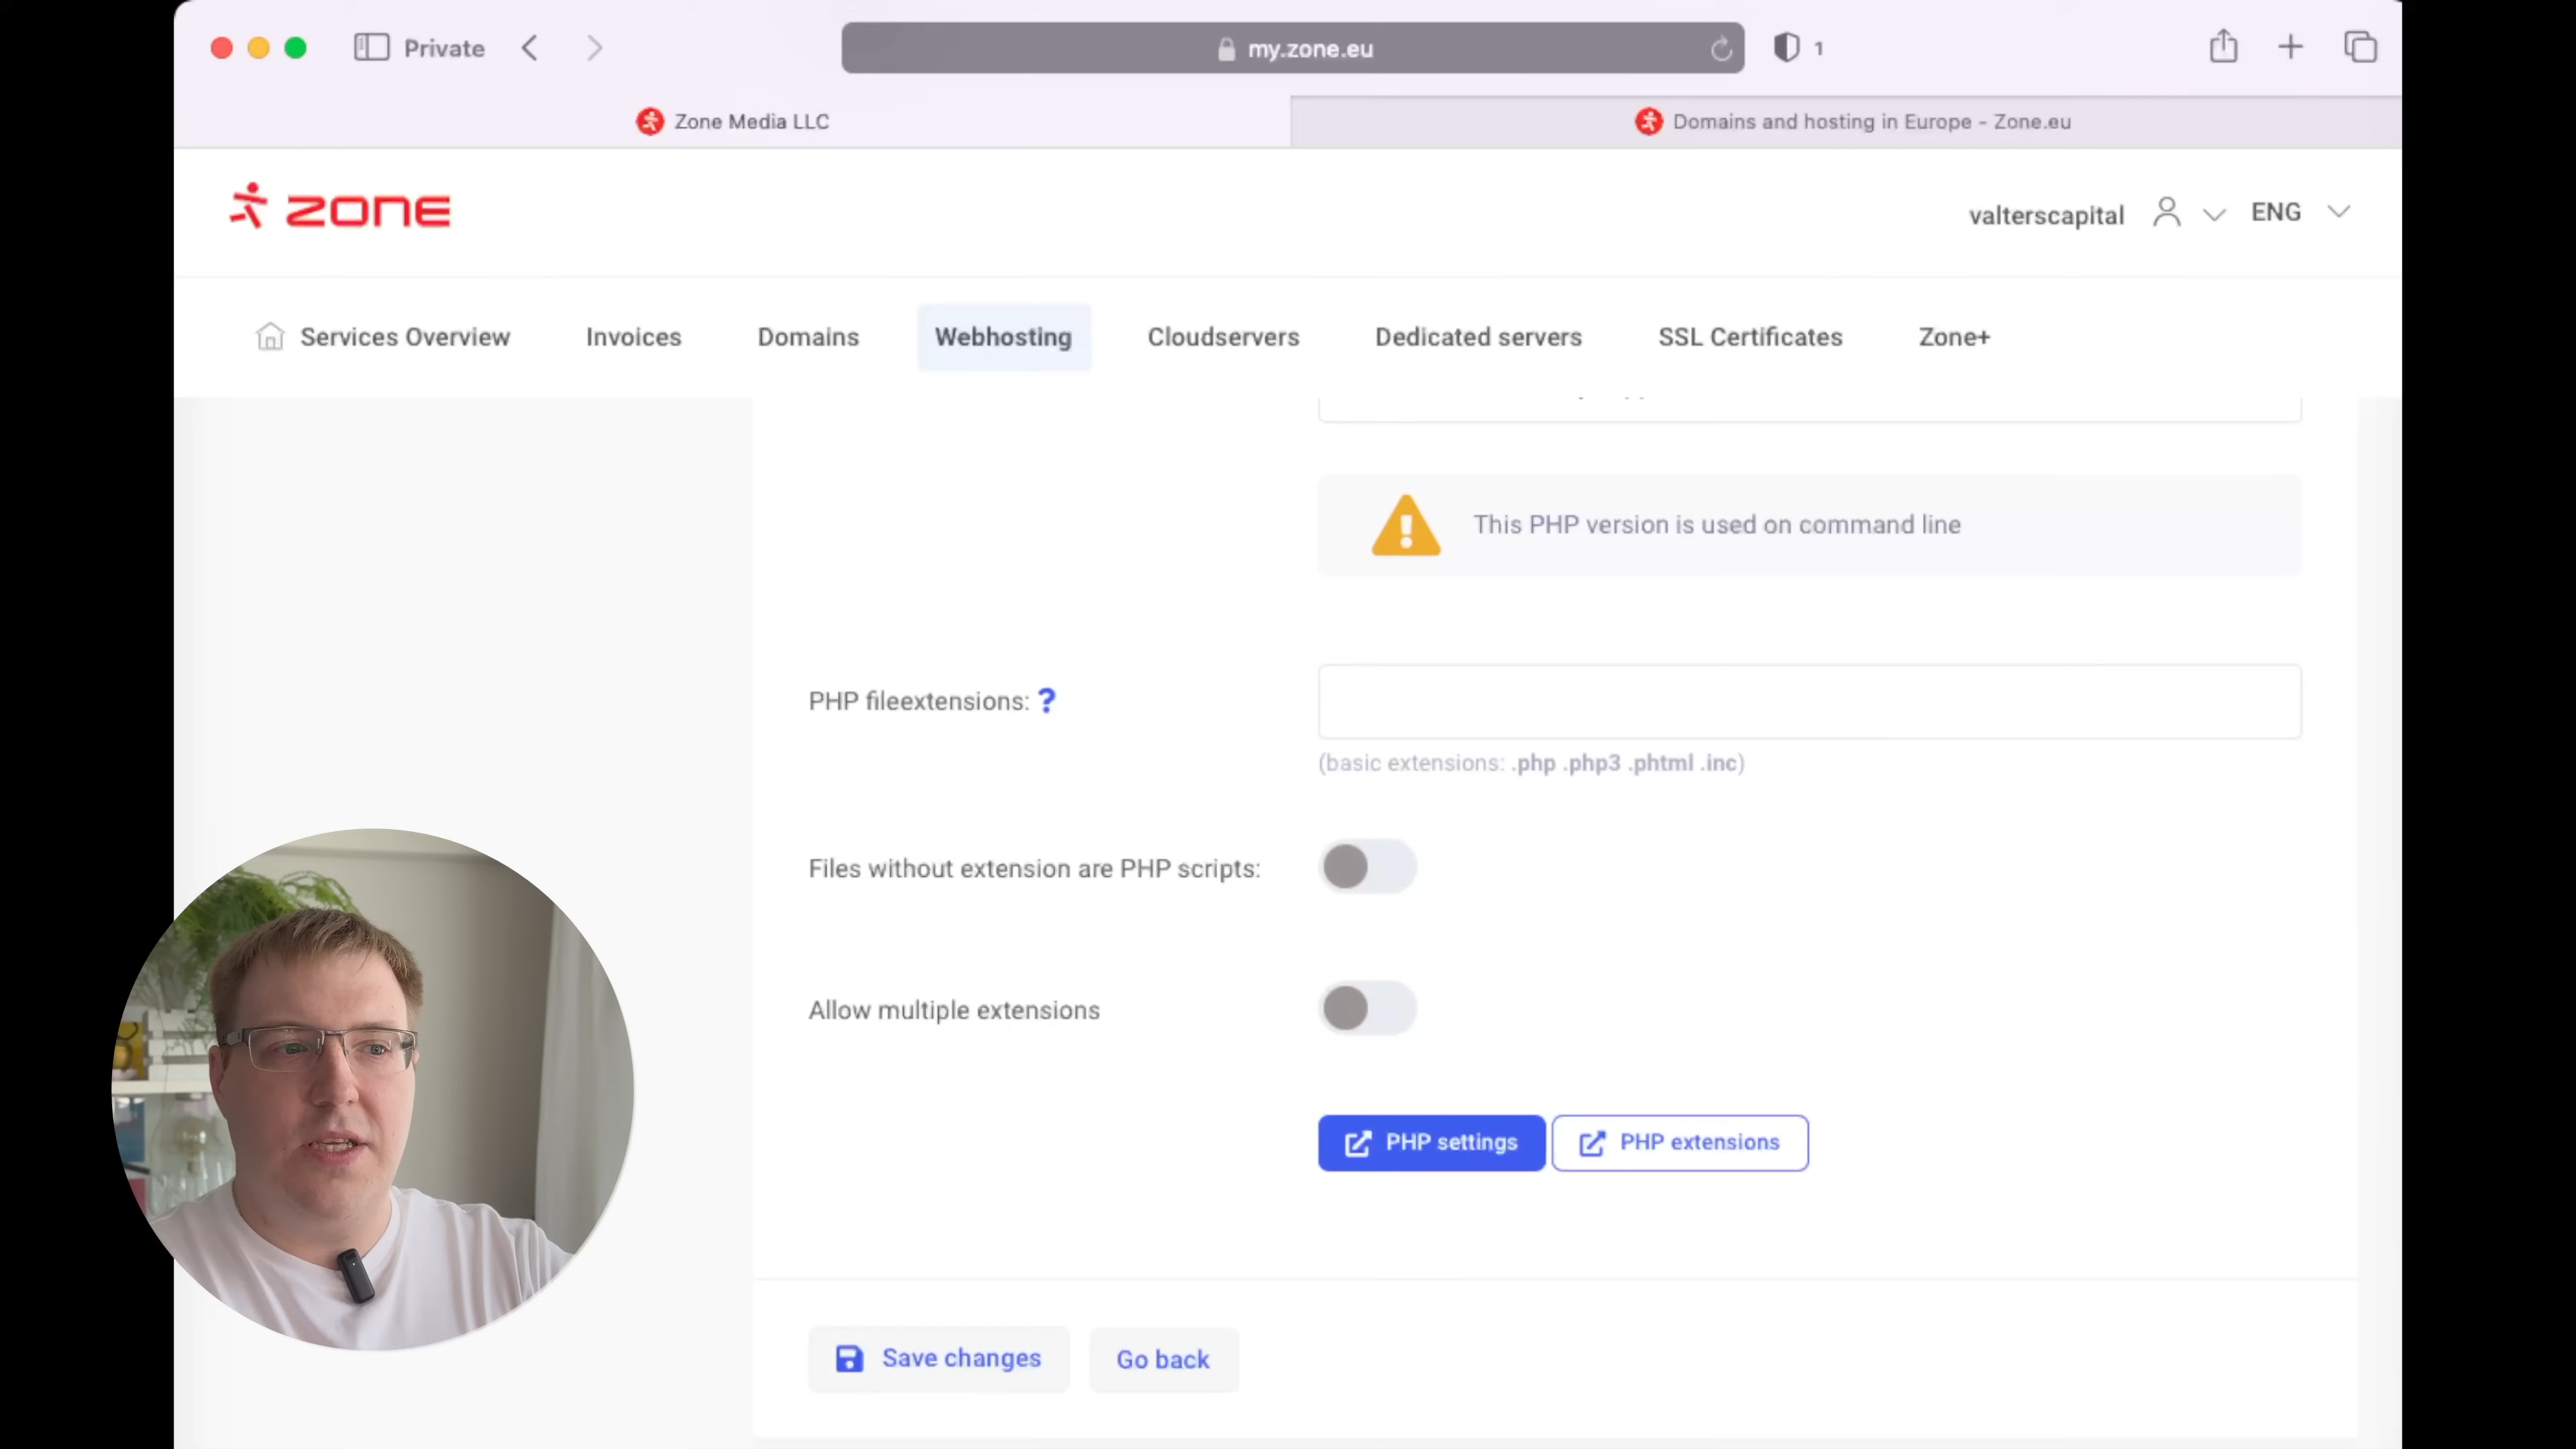 Private
my.zone.eu
1
Zone Media LLC
Domains and hosting in Europe - Zone.eu
ZONE
valterscapital
ENG
Services Overview
Invoices
Domains
Webhosting
Cloudservers
Dedicated servers
SSL Certificates
Zone+
This PHP version is used on command line
PHP fileextensions: ?
(basic extensions: .php .php3 .phtml .inc)
Files without extension are PHP scripts:
Allow multiple extensions
PHP settings
PHP extensions
Save changes
Go back